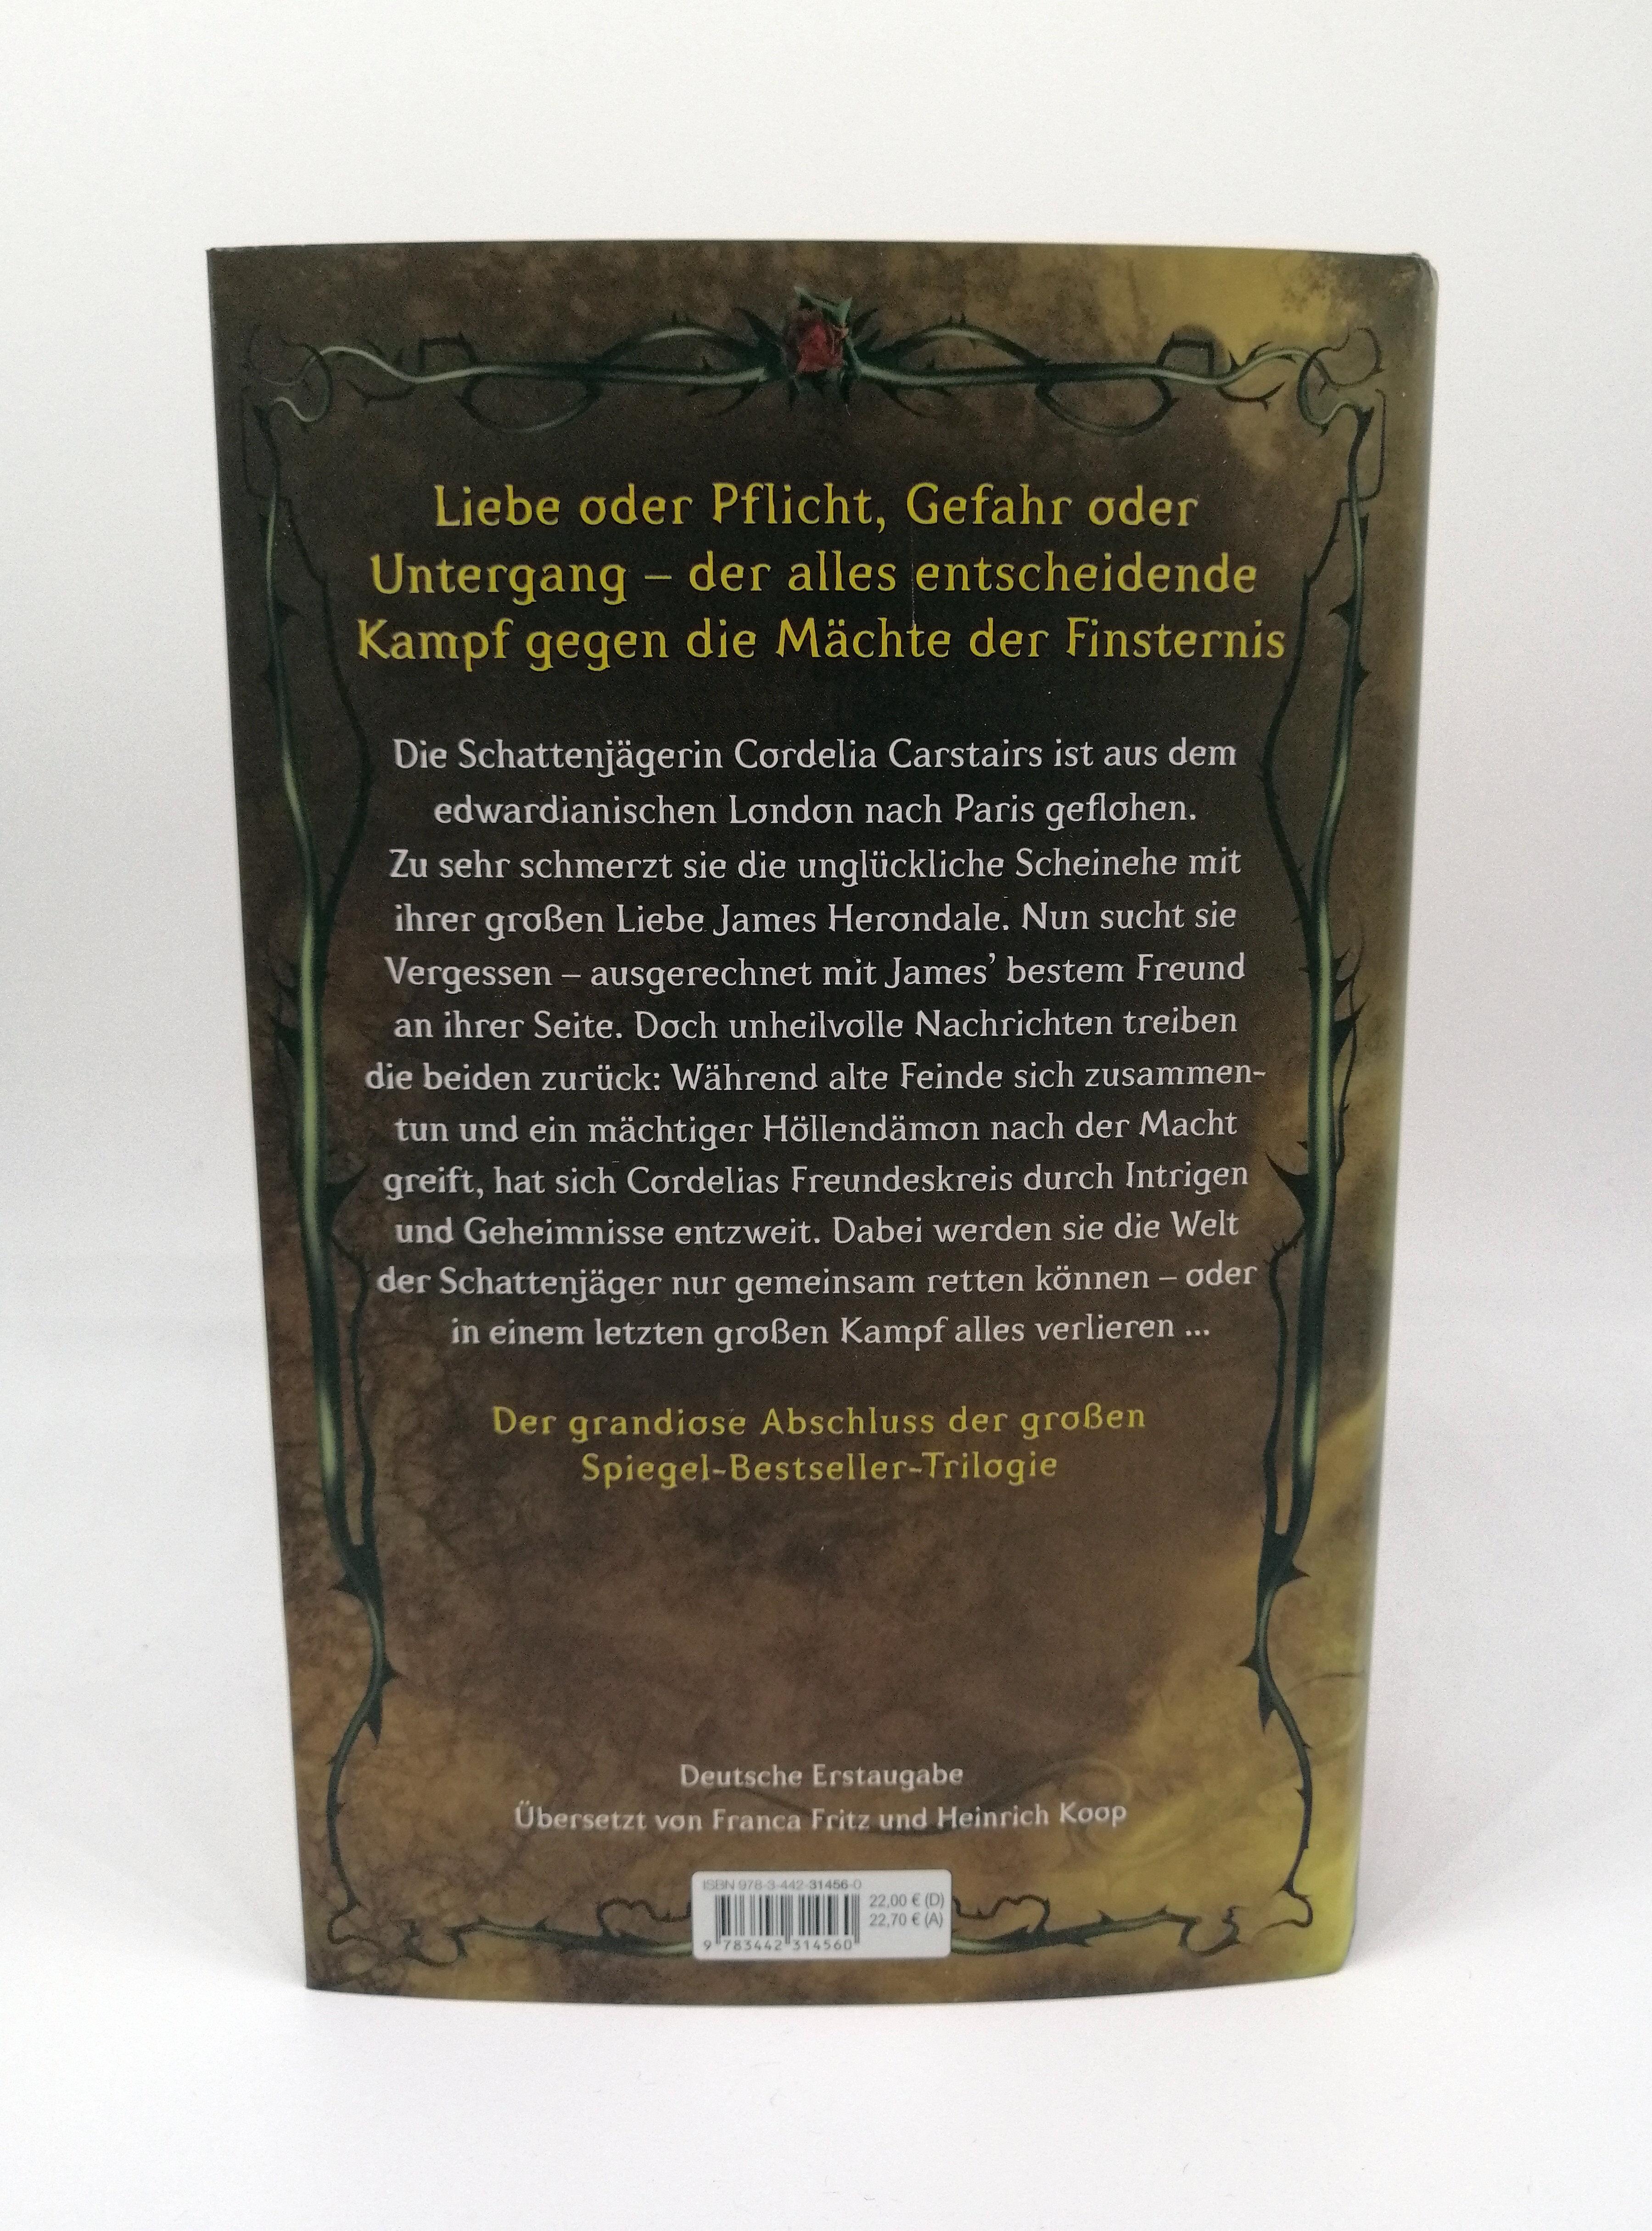 Liebe oder Pflicht, Gefahr oder
Untergang – der alles entscheidende
Kampf gegen die Mächte der Finsternis
Die Schattenjägerin Cordelia Carstairs ist aus dem
edwardianischen London nach Paris geflohen.
Zu sehr schmerzt sie die unglückliche Scheinehe mit
ihrer großen Liebe James Herondale. Nun sucht sie
Vergessen – ausgerechnet mit James’ bestem Freund
an ihrer Seite. Doch unheilvolle Nachrichten treiben
die beiden zurück: Während alte Feinde sich zusammen-
tun und ein mächtiger Höllendämon nach der Macht
greift, hat sich Cordelias Freundeskreis durch Intrigen
und Geheimnisse entzweit. Dabei werden sie die Welt
der Schattenjäger nur gemeinsam retten können – oder
in einem letzten großen Kampf alles verlieren ...
Der grandiose Abschluss der großen
Spiegel-Bestseller-Trilogie
Deutsche Erstaugabe
Übersetzt von Franca Fritz und Heinrich Koop
ISBN 978-3-442-31456-0
22,00 € (D)
22,70 € (A)
9 783442 314560